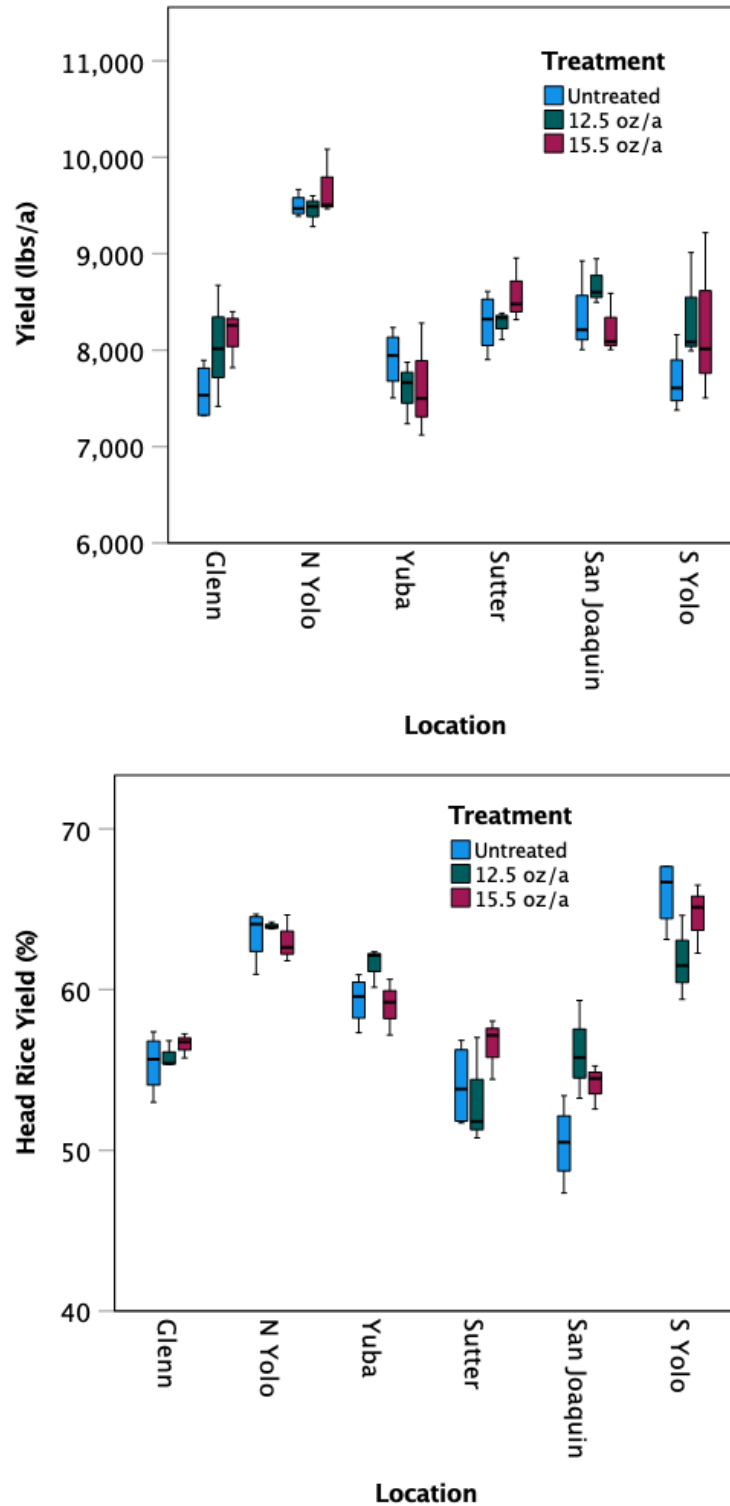 Treatment
Untreated
12.5 oz/a
15.5 oz/a
11,000
10,000
9,000
8,000
7,000
6,000
Yield (lbs/a)
Glenn
N Yolo
Yuba
Sutter
San Joaquin
S Yolo
Location
Treatment
Untreated
12.5 oz/a
15.5 oz/a
70
60
50
40
Head Rice Yield (%)
Glenn
N Yolo
Yuba
Sutter
San Joaquin
S Yolo
Location